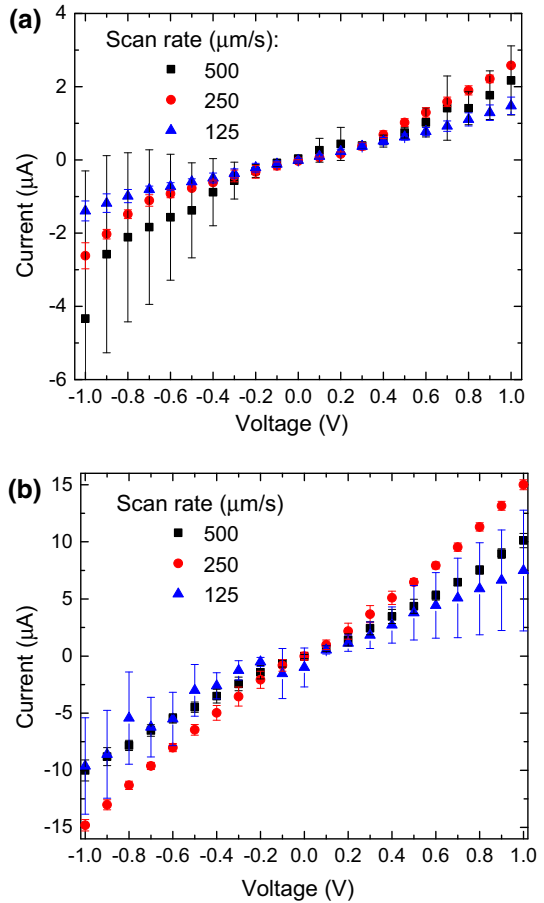 (a)
Scan rate (μm/s):
500
250
125
4
2
0
-2
-4
-6
Current (μA)
-1.0 -0.8 -0.6 -0.4 -0.2 0.0 0.2 0.4 0.6 0.8 1.0
Voltage (V)
(b)
Scan rate (μm/s)
500
250
125
15
10
5
0
-5
-10
-15
Current (μA)
-1.0 -0.8 -0.6 -0.4 -0.2 0.0 0.2 0.4 0.6 0.8 1.0
Voltage (V)